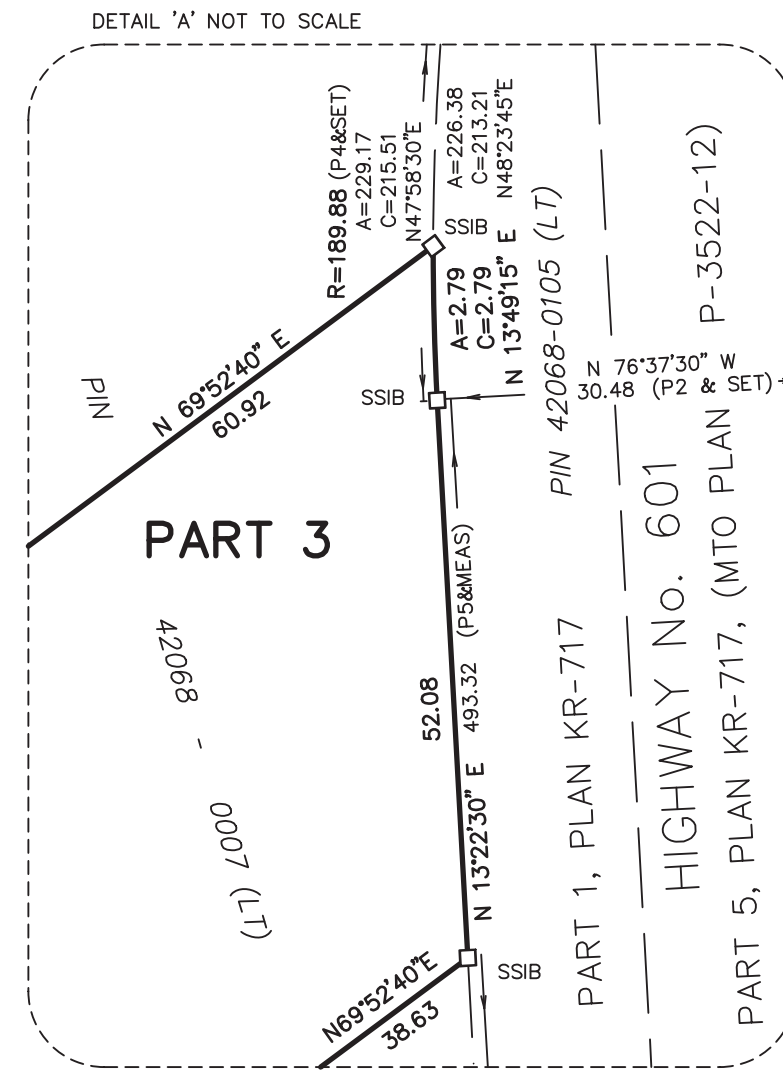 DETAIL 'A' NOT TO SCALE
R=189.88 (P4&SET)
A=229.17
C=215.51
N47°58'30"E
A=226.38
C=213.21
N48°23'45"E
SSIB
A=2.79
C=2.79
N 13°49'15" E
PIN 42068-0105 (LT)
P-3522-12)
N 76°37'30" W
30.48 (P2 & SET)
SSIB
N 69°52'40" E
60.92
PIN
PART 3
42068 - 0007 (LT)
52.08
N 13°22'30" E 493.32 (P5&MEAS)
PART 1, PLAN KR-717
HIGHWAY No. 601
PART 5, PLAN KR-717, (MTO PLAN
SSIB
N69°52'40"E
38.63